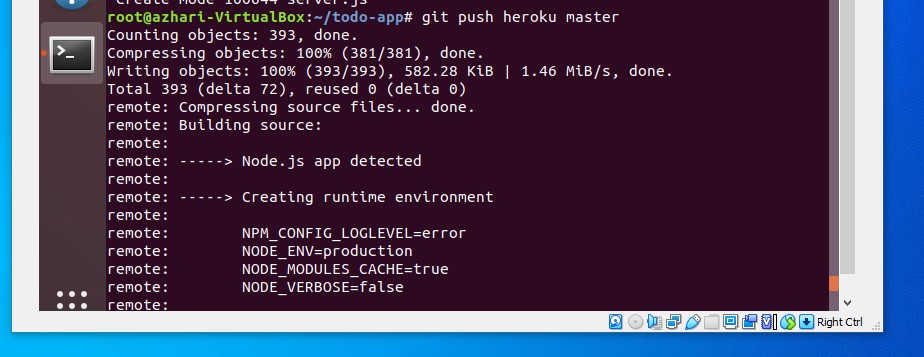 create mode 100644 server.js
root@azhari-VirtualBox:~/todo-app# git push heroku master
Counting objects: 393, done.
Compressing objects: 100% (381/381), done.
Writing objects: 100% (393/393), 582.28 KiB | 1.46 MiB/s, done.
Total 393 (delta 72), reused 0 (delta 0)
remote: Compressing source files... done.
remote: Building source:
remote:
remote: -----> Node.js app detected
remote:
remote: -----> Creating runtime environment
remote:
remote:        NPM_CONFIG_LOGLEVEL=error
remote:        NODE_ENV=production
remote:        NODE_MODULES_CACHE=true
remote:        NODE_VERBOSE=false
remote:
Right Ctrl